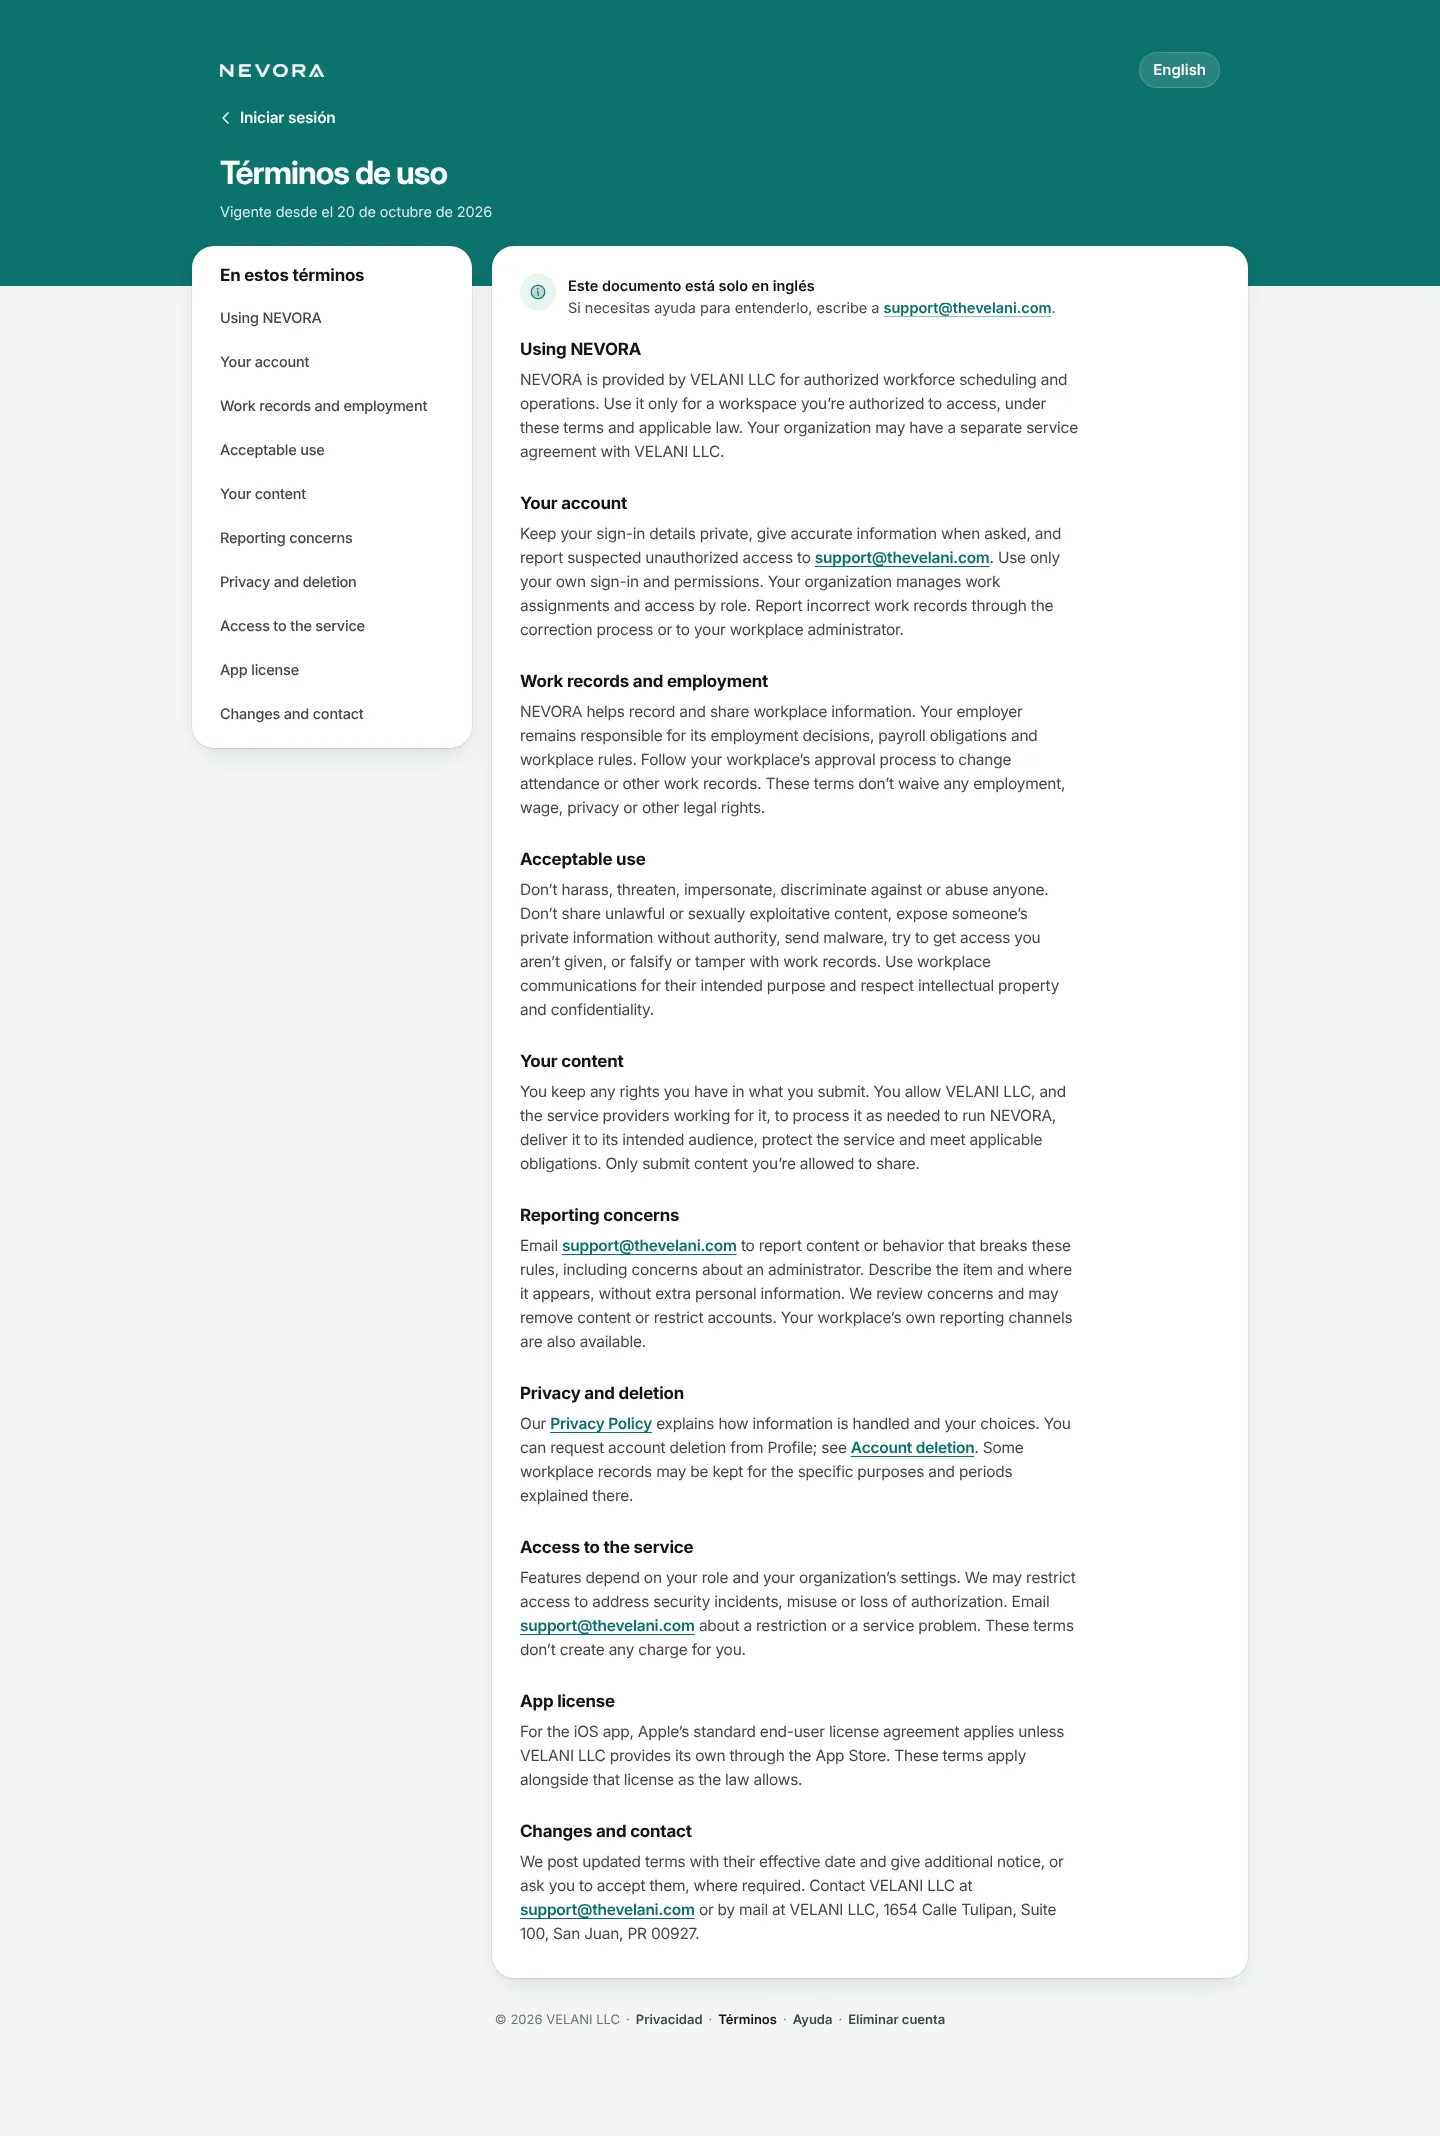 NEVORA
English
Iniciar sesión
Términos de uso
Vigente desde el 20 de octubre de 2026
En estos términos
Using NEVORA
Your account
Work records and employment
Acceptable use
Your content
Reporting concerns
Privacy and deletion
Access to the service
App license
Changes and contact
Este documento está solo en inglés
Si necesitas ayuda para entenderlo, escribe a support@thevelani.com.
Using NEVORA
NEVORA is provided by VELANI LLC for authorized workforce scheduling and
operations. Use it only for a workspace you’re authorized to access, under
these terms and applicable law. Your organization may have a separate service
agreement with VELANI LLC.
Your account
Keep your sign-in details private, give accurate information when asked, and
report suspected unauthorized access to support@thevelani.com. Use only
your own sign-in and permissions. Your organization manages work
assignments and access by role. Report incorrect work records through the
correction process or to your workplace administrator.
Work records and employment
NEVORA helps record and share workplace information. Your employer
remains responsible for its employment decisions, payroll obligations and
workplace rules. Follow your workplace’s approval process to change
attendance or other work records. These terms don’t waive any employment,
wage, privacy or other legal rights.
Acceptable use
Don’t harass, threaten, impersonate, discriminate against or abuse anyone.
Don’t share unlawful or sexually exploitative content, expose someone’s
private information without authority, send malware, try to get access you
aren’t given, or falsify or tamper with work records. Use workplace
communications for their intended purpose and respect intellectual property
and confidentiality.
Your content
You keep any rights you have in what you submit. You allow VELANI LLC, and
the service providers working for it, to process it as needed to run NEVORA,
deliver it to its intended audience, protect the service and meet applicable
obligations. Only submit content you’re allowed to share.
Reporting concerns
Email support@thevelani.com to report content or behavior that breaks these
rules, including concerns about an administrator. Describe the item and where
it appears, without extra personal information. We review concerns and may
remove content or restrict accounts. Your workplace’s own reporting channels
are also available.
Privacy and deletion
Our Privacy Policy explains how information is handled and your choices. You
can request account deletion from Profile; see Account deletion. Some
workplace records may be kept for the specific purposes and periods
explained there.
Access to the service
Features depend on your role and your organization’s settings. We may restrict
access to address security incidents, misuse or loss of authorization. Email
support@thevelani.com about a restriction or a service problem. These terms
don’t create any charge for you.
App license
For the iOS app, Apple’s standard end-user license agreement applies unless
VELANI LLC provides its own through the App Store. These terms apply
alongside that license as the law allows.
Changes and contact
We post updated terms with their effective date and give additional notice, or
ask you to accept them, where required. Contact VELANI LLC at
support@thevelani.com or by mail at VELANI LLC, 1654 Calle Tulipan, Suite
100, San Juan, PR 00927.
© 2026 VELANI LLC · Privacidad · Términos · Ayuda · Eliminar cuenta